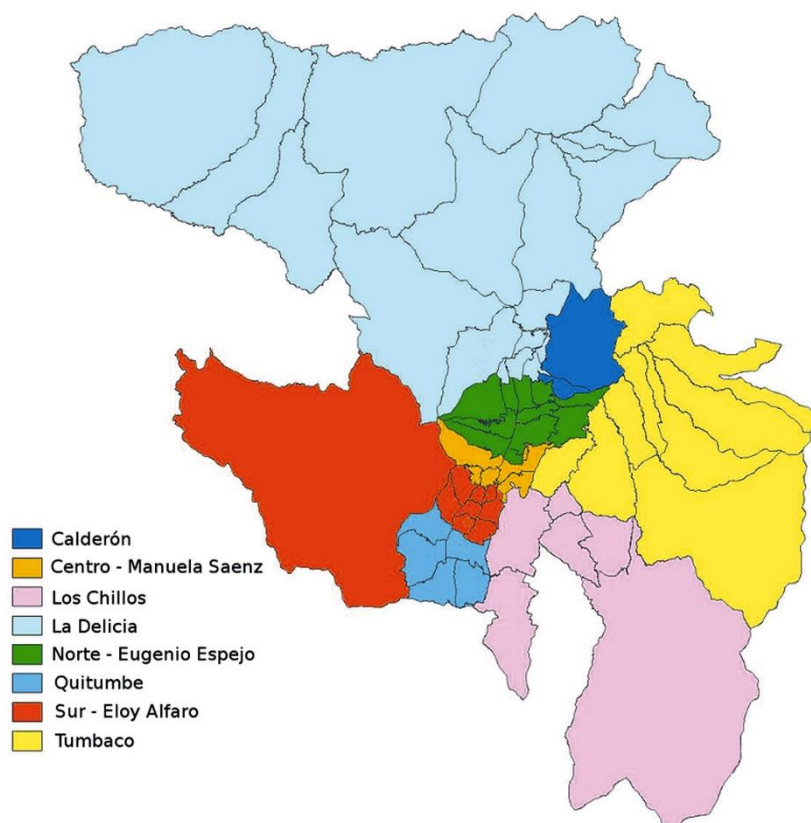 Calderón
Centro - Manuela Saenz
Los Chillos
La Delicia
Norte - Eugenio Espejo
Quitumbe
Sur - Eloy Alfaro
Tumbaco